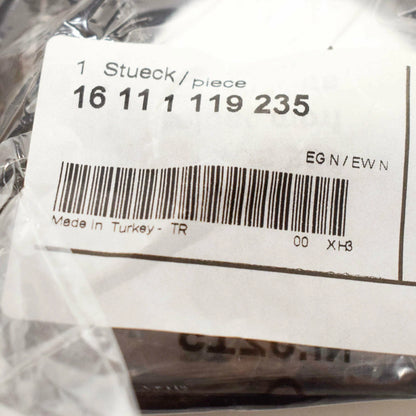 1 Stueck/piece
16 11 1 119 235
EG N / EW N
Made in Turkey - TR
00 XH3